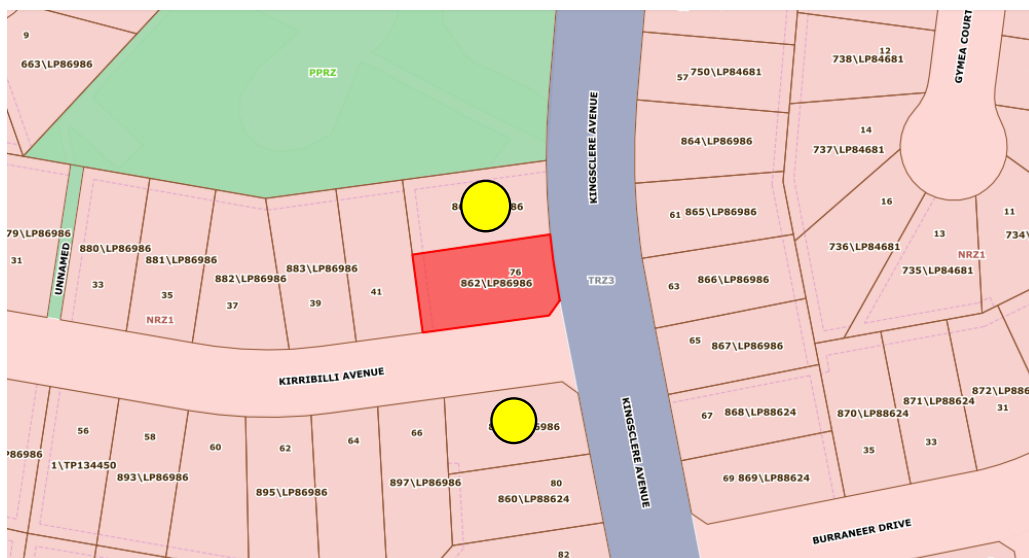 9
663\LP86986
PPRZ
KINGSCLERE AVENUE
57
750\LP84681
12
738\LP84681
GYMEA COURT
864\LP86986
14
737\LP84681
16
61
865\LP86986
11
13
736\LP84681
735\LP84681
NRZ1
79\LP86986
31
UNNAMED
880\LP86986
33
881\LP86986
35
NRZ1
882\LP86986
37
883\LP86986
39
41
76
862\LP86986
TRZ3
866\LP86986
63
65
867\LP86986
KIRRIBILLI AVENUE
KINGSCLERE AVENUE
67
868\LP88624
870\LP88624
35
871\LP88624
33
872\LP886
31
69
869\LP88624
BURRANEER DRIVE
P86986
56
1\TP134450
58
893\LP86986
60
62
895\LP86986
64
66
897\LP86986
6986
80
860\LP88624
82